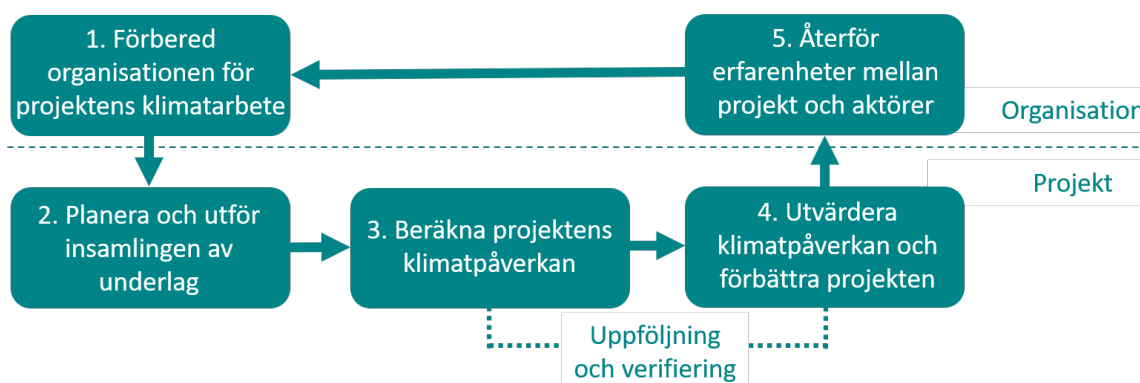 1. Förbered
organisationen för
projektens klimatarbete
5. Återför
erfarenheter mellan
projekt och aktörer
Organisation
Projekt
2. Planera och utför
insamlingen av
underlag
3. Beräkna projektens
klimatpåverkan
4. Utvärdera
klimatpåverkan och
förbättra projekten
Uppföljning
och verifiering